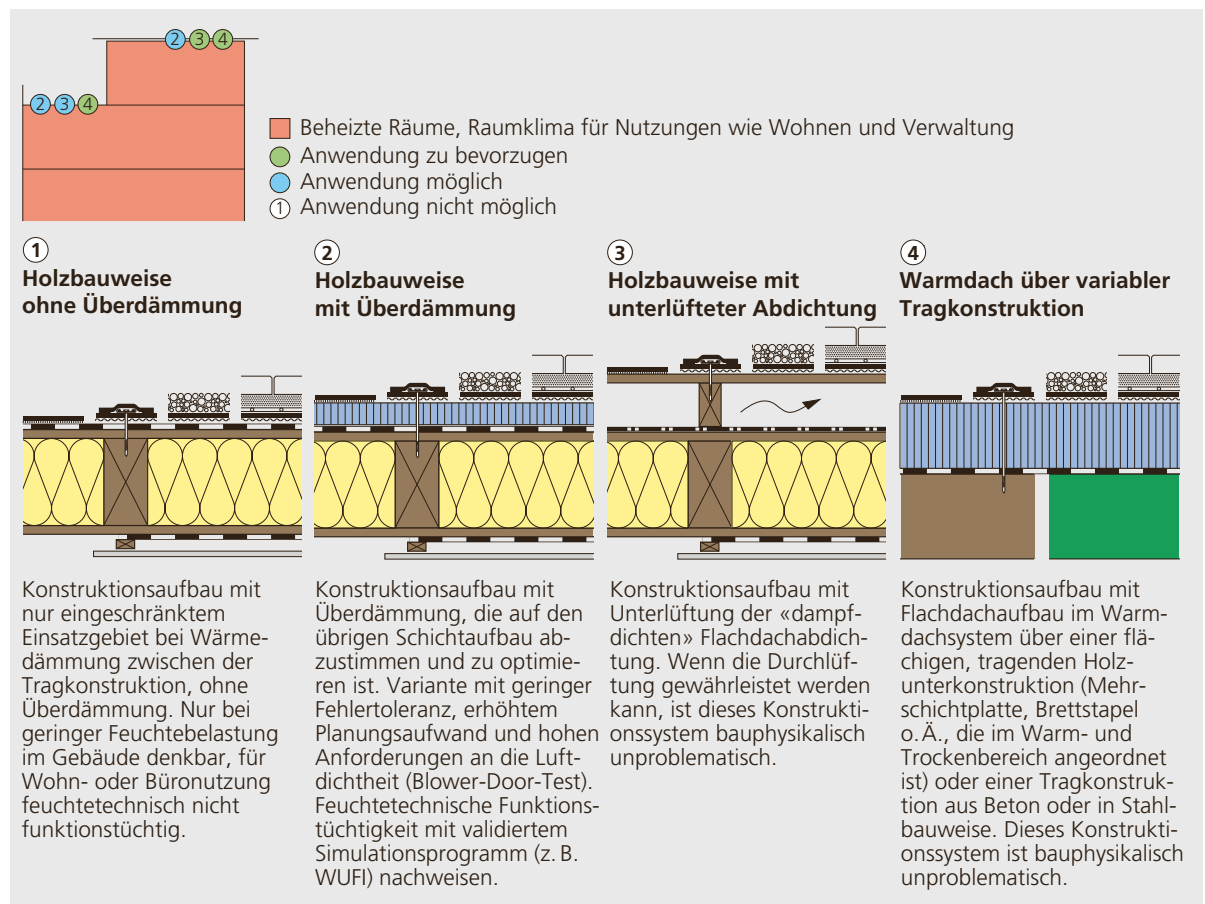 2 3 4
2 3 4
Beheizte Räume, Raumklima für Nutzungen wie Wohnen und Verwaltung
Anwendung zu bevorzugen
Anwendung möglich
1 Anwendung nicht möglich
1
Holzbauweise
ohne Überdämmung
Konstruktionsaufbau mit
nur eingeschränktem
Einsatzgebiet bei Wärme-
dämmung zwischen der
Tragkonstruktion, ohne
Überdämmung. Nur bei
geringer Feuchtebelastung
im Gebäude denkbar, für
Wohn- oder Büronutzung
feuchtetechnisch nicht
funktionstüchtig.
2
Holzbauweise
mit Überdämmung
Konstruktionsaufbau mit
Überdämmung, die auf den
übrigen Schichtaufbau ab-
zustimmen und zu optimie-
ren ist. Variante mit geringer
Fehlertoleranz, erhöhtem
Planungsaufwand und hohen
Anforderungen an die Luft-
dichtheit (Blower-Door-Test).
Feuchtetechnische Funktions-
tüchtigkeit mit validiertem
Simulationsprogramm (z. B.
WUFI) nachweisen.
3
Holzbauweise mit
unterlüfteter Abdichtung
Konstruktionsaufbau mit
Unterlüftung der «dampf-
dichten» Flachdachabdich-
tung. Wenn die Durchlüf-
tung gewährleistet werden
kann, ist dieses Konstrukti-
onssystem bauphysikalisch
unproblematisch.
4
Warmdach über variabler
Tragkonstruktion
Konstruktionsaufbau mit
Flachdachaufbau im Warm-
dachsystem über einer flä-
chigen, tragenden Holz-
unterkonstruktion (Mehr-
schichtplatte, Brettstapel
o. Ä., die im Warm- und
Trockenbereich angeordnet
ist) oder einer Tragkonstruk-
tion aus Beton oder in Stahl-
bauweise. Dieses Konstrukti-
onssystem ist bauphysikalisch
unproblematisch.